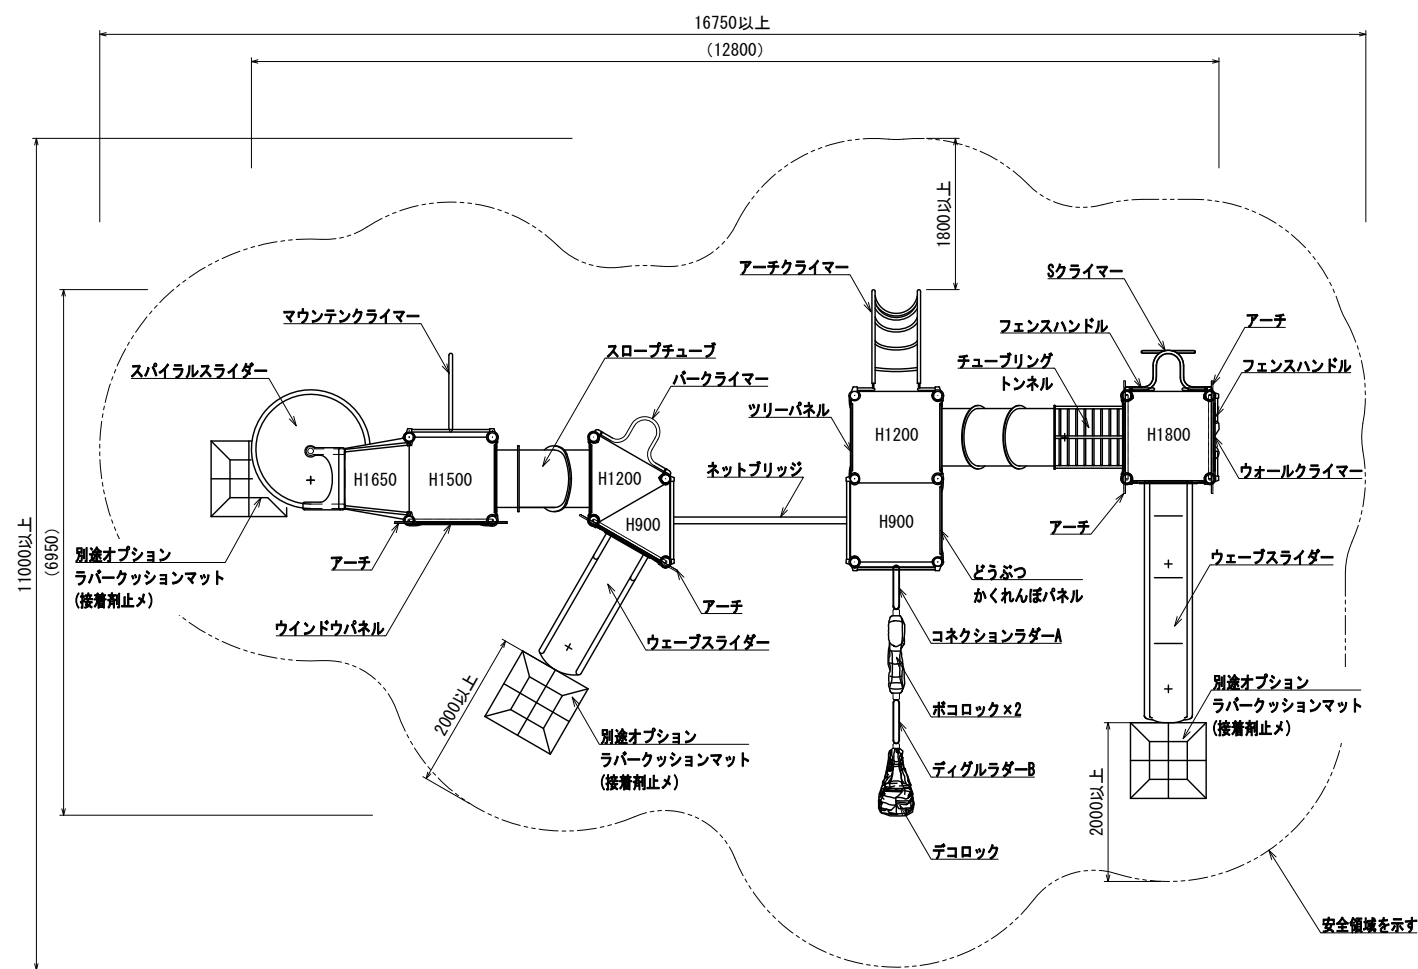 16750以上
(12800)
1800以上
アーチクライマー
Sクライマー
マウンテンクライマー
フェンスハンドル
アーチ
スロープチューブ
チューブリング
トンネル
フェンスハンドル
スパイラルスライダー
バークライマー
ツリーパネル
H1200
H1800
H1650
H1500
H1200
ネットブリッジ
ウォールクライマー
H900
H900
アーチ
11000以上
(6950)
別途オプション
ラバークッションマット
(接着剤止メ)
アーチ
どうぶつ
かくれんぼパネル
ウェーブスライダー
アーチ
ウインドウパネル
ウェーブスライダー
コネクションラダーA
2000以上
ボコロック×2
別途オプション
ラバークッションマット
(接着剤止メ)
別途オプション
ラバークッションマット
(接着剤止メ)
ディグルラダーB
2000以上
デコロック
安全領域を示す